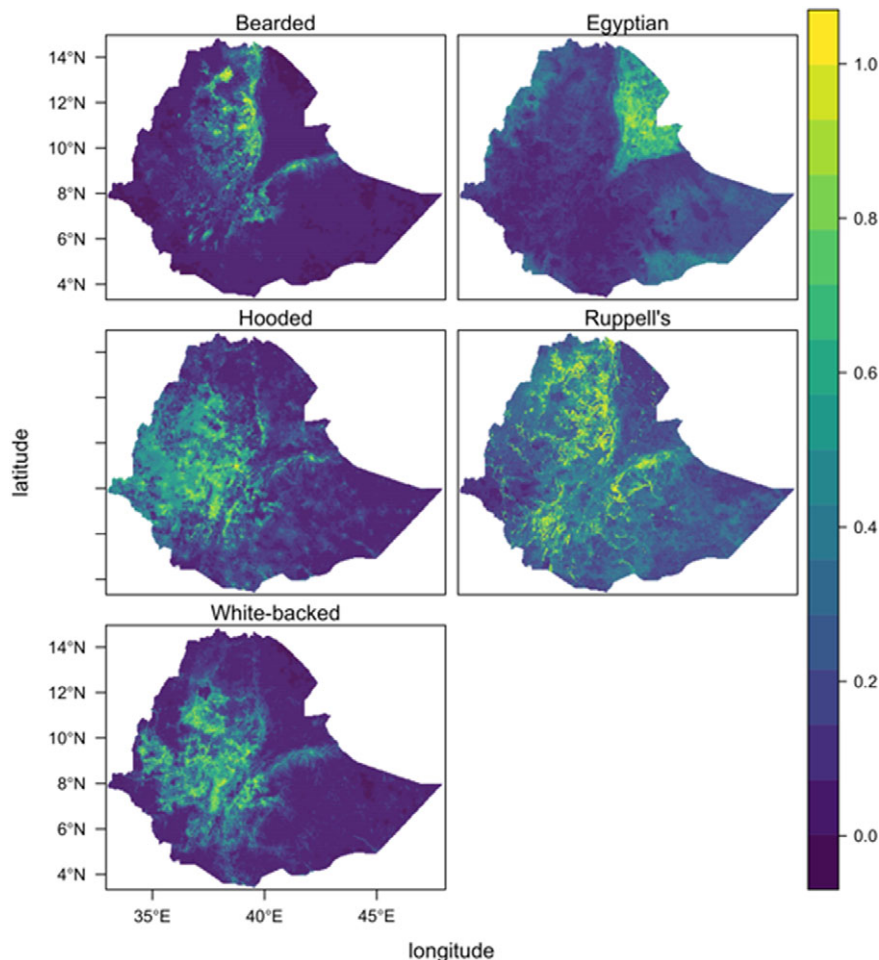 Bearded
Egyptian
14°N
12°N
10°N
8°N
6°N
4°N
1.0
0.8
0.6
0.4
0.2
0.0
Hooded
Ruppell's
latitude
White-backed
14°N
12°N
10°N
8°N
6°N
4°N
35°E
40°E
45°E
longitude